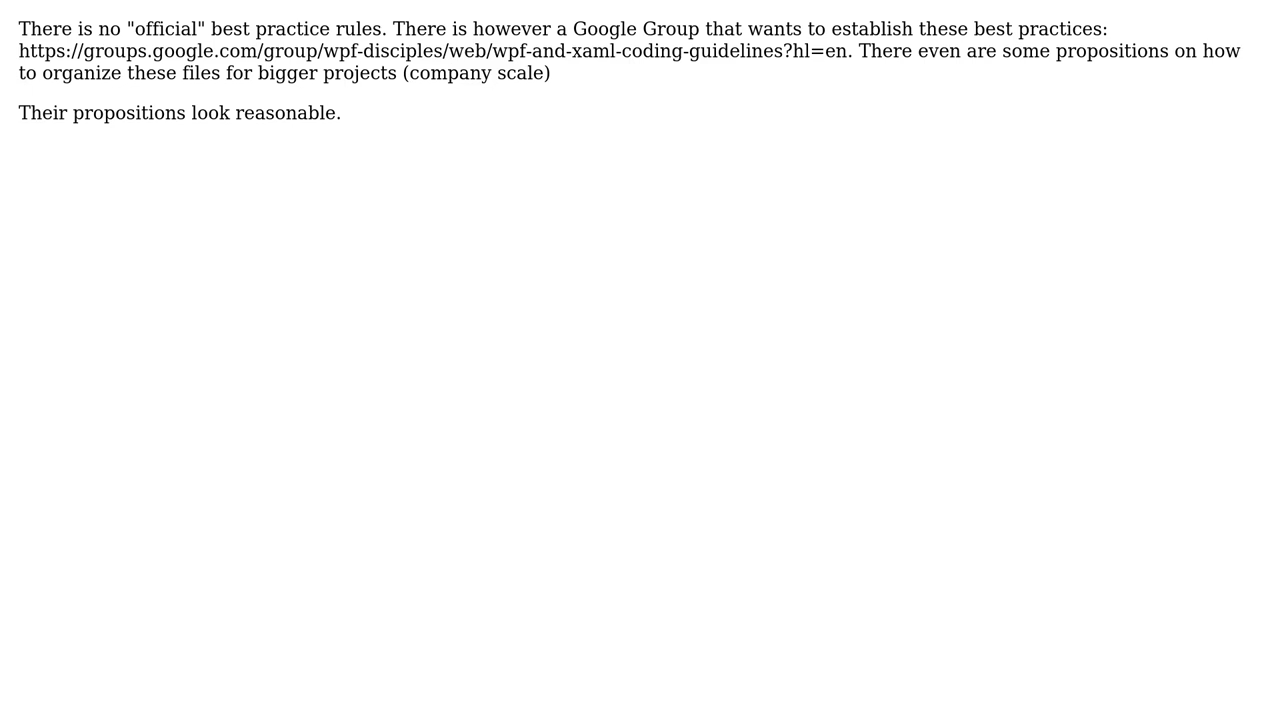 There is no "official" best practice rules. There is however a Google Group that wants to establish these best practices:
https://groups.google.com/group/wpf-disciples/web/wpf-and-xaml-coding-guidelines?hl=en. There even are some propositions on how
to organize these files for bigger projects (company scale)
Their propositions look reasonable.